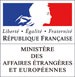 Liberté • Égalité • Fraternité
RÉPUBLIQUE FRANÇAISE
MINISTÈRE
DES
AFFAIRES ÉTRANGÈRES
ET EUROPÉENNES